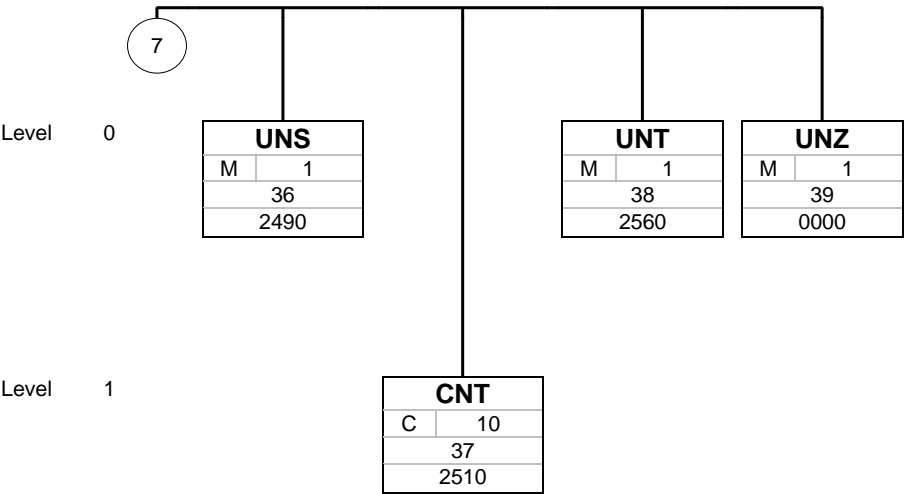 7
Level 0
UNS UNT UNZ
M 1 M 1 M 1
36 38 39
2490 2560 0000
Level 1
CNT
C 10
37
2510